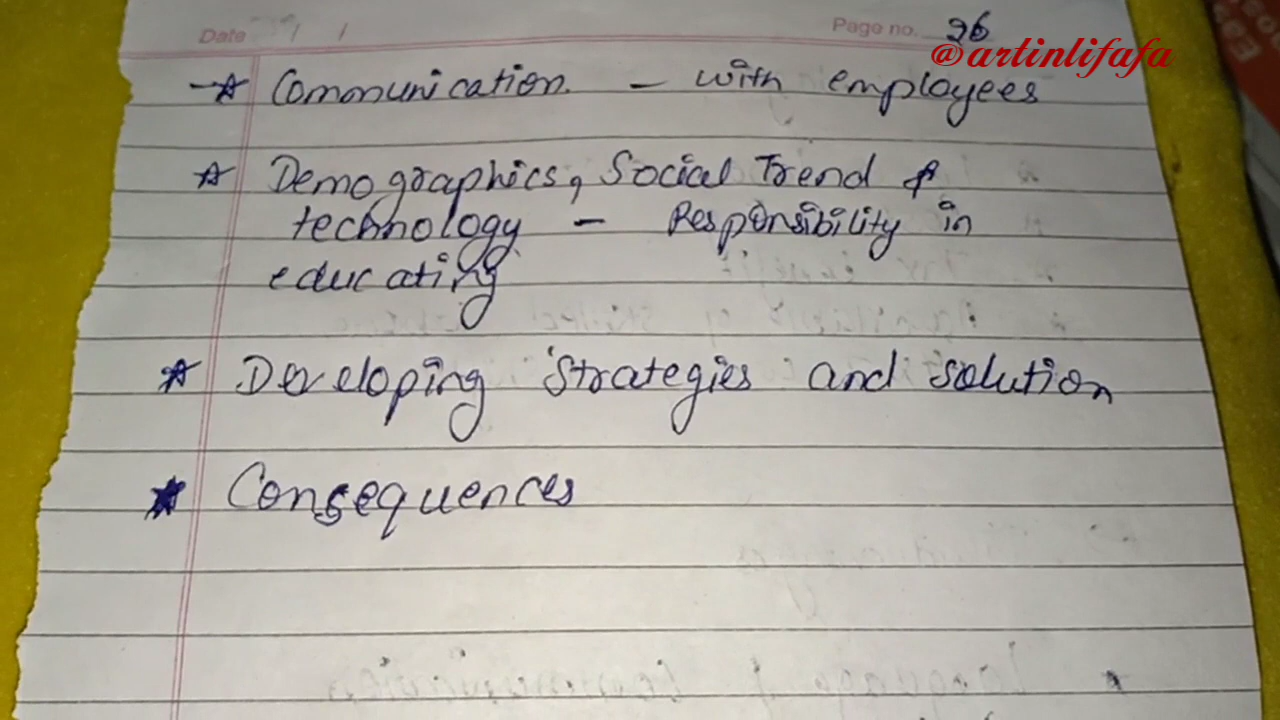 Date / /
Page no. 26
@artinlifafa
☆ Communication. - with employees
☆ Demographics, Social Trend &
technology - Responsibility in
educating
☆ Developing Strategies and Solution
★ Consequences